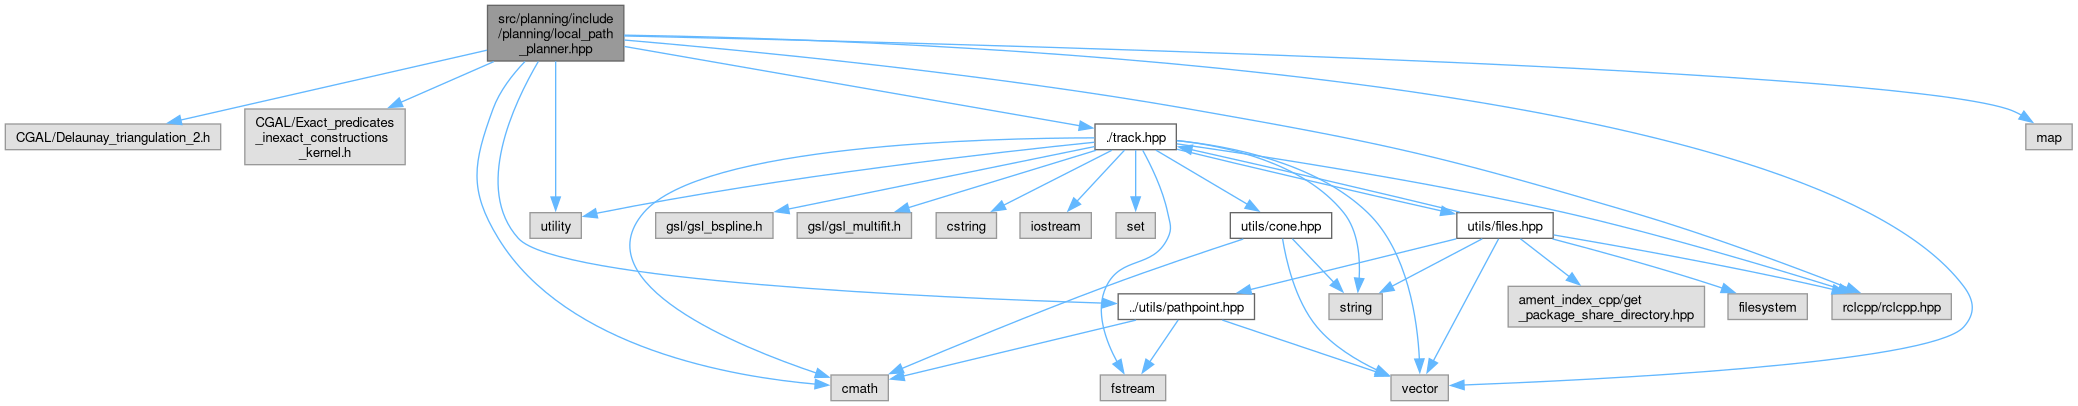 src/planning/include
/planning/local_path
_planner.hpp
CGAL/Delaunay_triangulation_2.h
CGAL/Exact_predicates
_inexact_constructions
_kernel.h
./track.hpp
map
utility
gsl/gsl_bspline.h
gsl/gsl_multifit.h
cstring
iostream
set
utils/cone.hpp
utils/files.hpp
../utils/pathpoint.hpp
string
ament_index_cpp/get
_package_share_directory.hpp
filesystem
rclcpp/rclcpp.hpp
cmath
fstream
vector